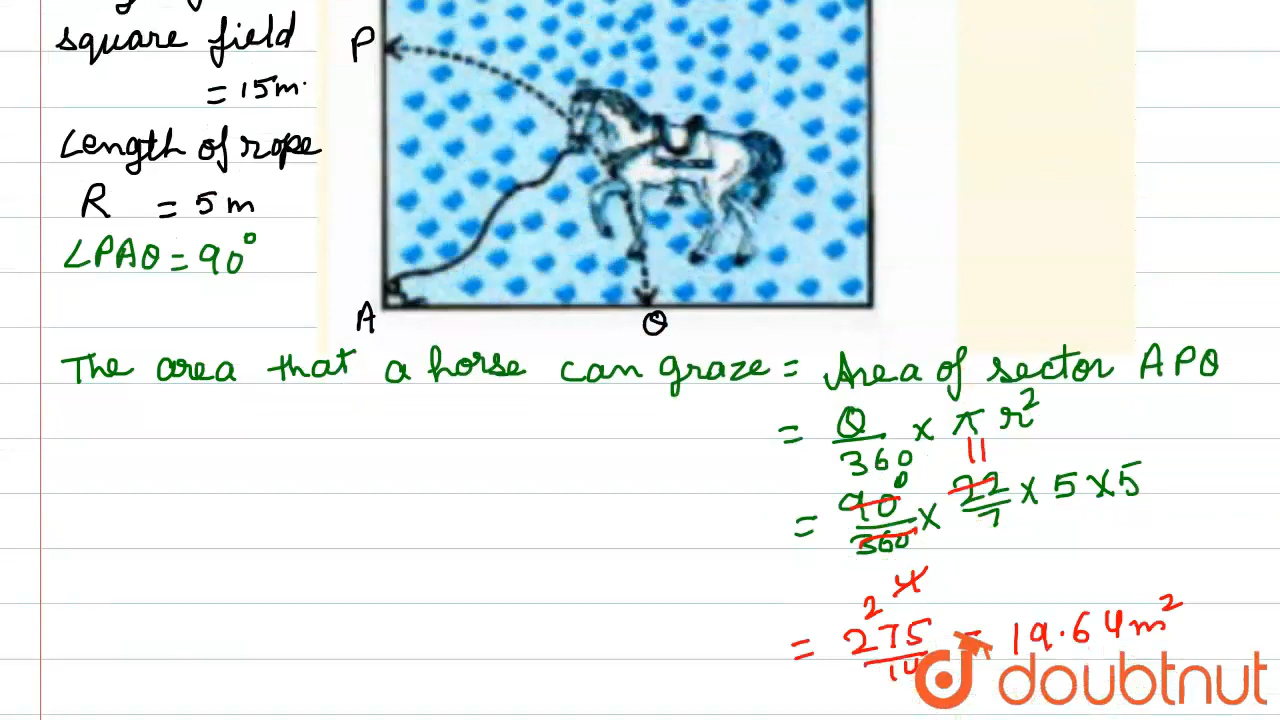 square field
= 15m.
Length of rope
R = 5 m
∠PAQ = 90°
P
A
Q
The area that a horse can graze = Area of sector APQ
= θ/360 × π r²
11
= 90°/360 × 22/7 × 5 × 5
2 4
= 275/14 = 19.64 m²
doubtnut